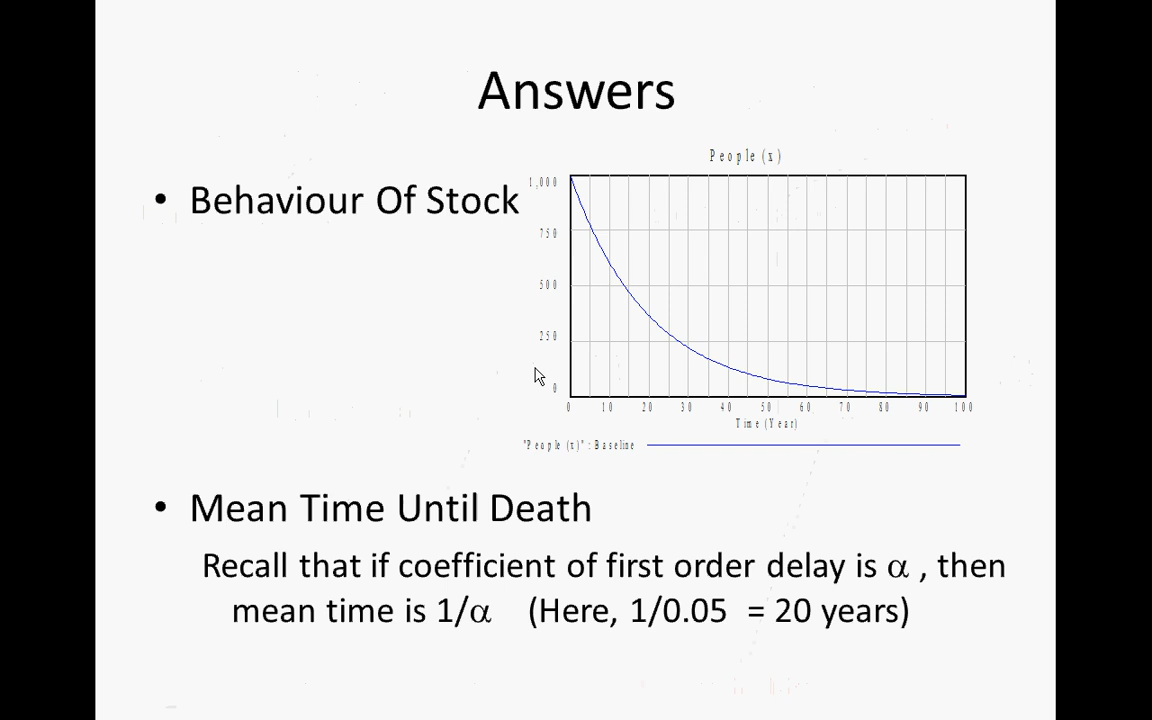 Answers
• Behaviour Of Stock
People (x)
1,000
750
500
250
0
0 10 20 30 40 50 60 70 80 90 100
Time (Year)
"People (x)" : Baseline
• Mean Time Until Death
Recall that if coefficient of first order delay is α , then
mean time is 1/α (Here, 1/0.05 = 20 years)